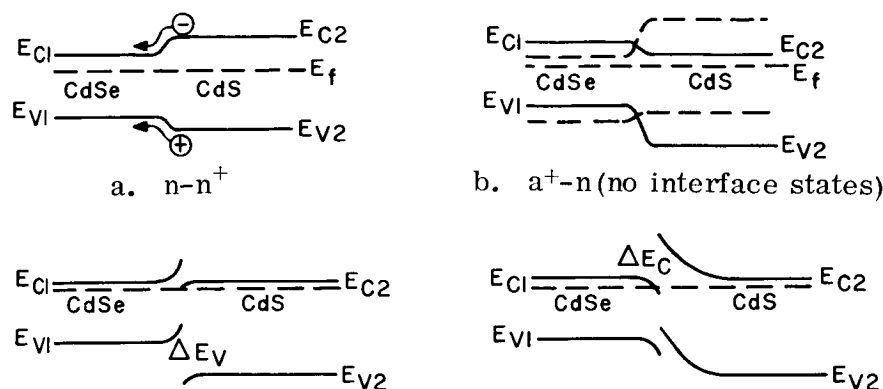 E_C1 E_C2
E_f
CdSe CdS
E_V1 E_V2
a. n-n⁺
E_C1 E_C2
E_f
CdSe CdS
E_V1
E_V2
b. a⁺-n (no interface states)
E_C1 E_C2
CdSe CdS
E_V1
ΔE_V
E_V2
ΔE_C
E_C1 E_C2
CdSe CdS
E_V1
E_V2